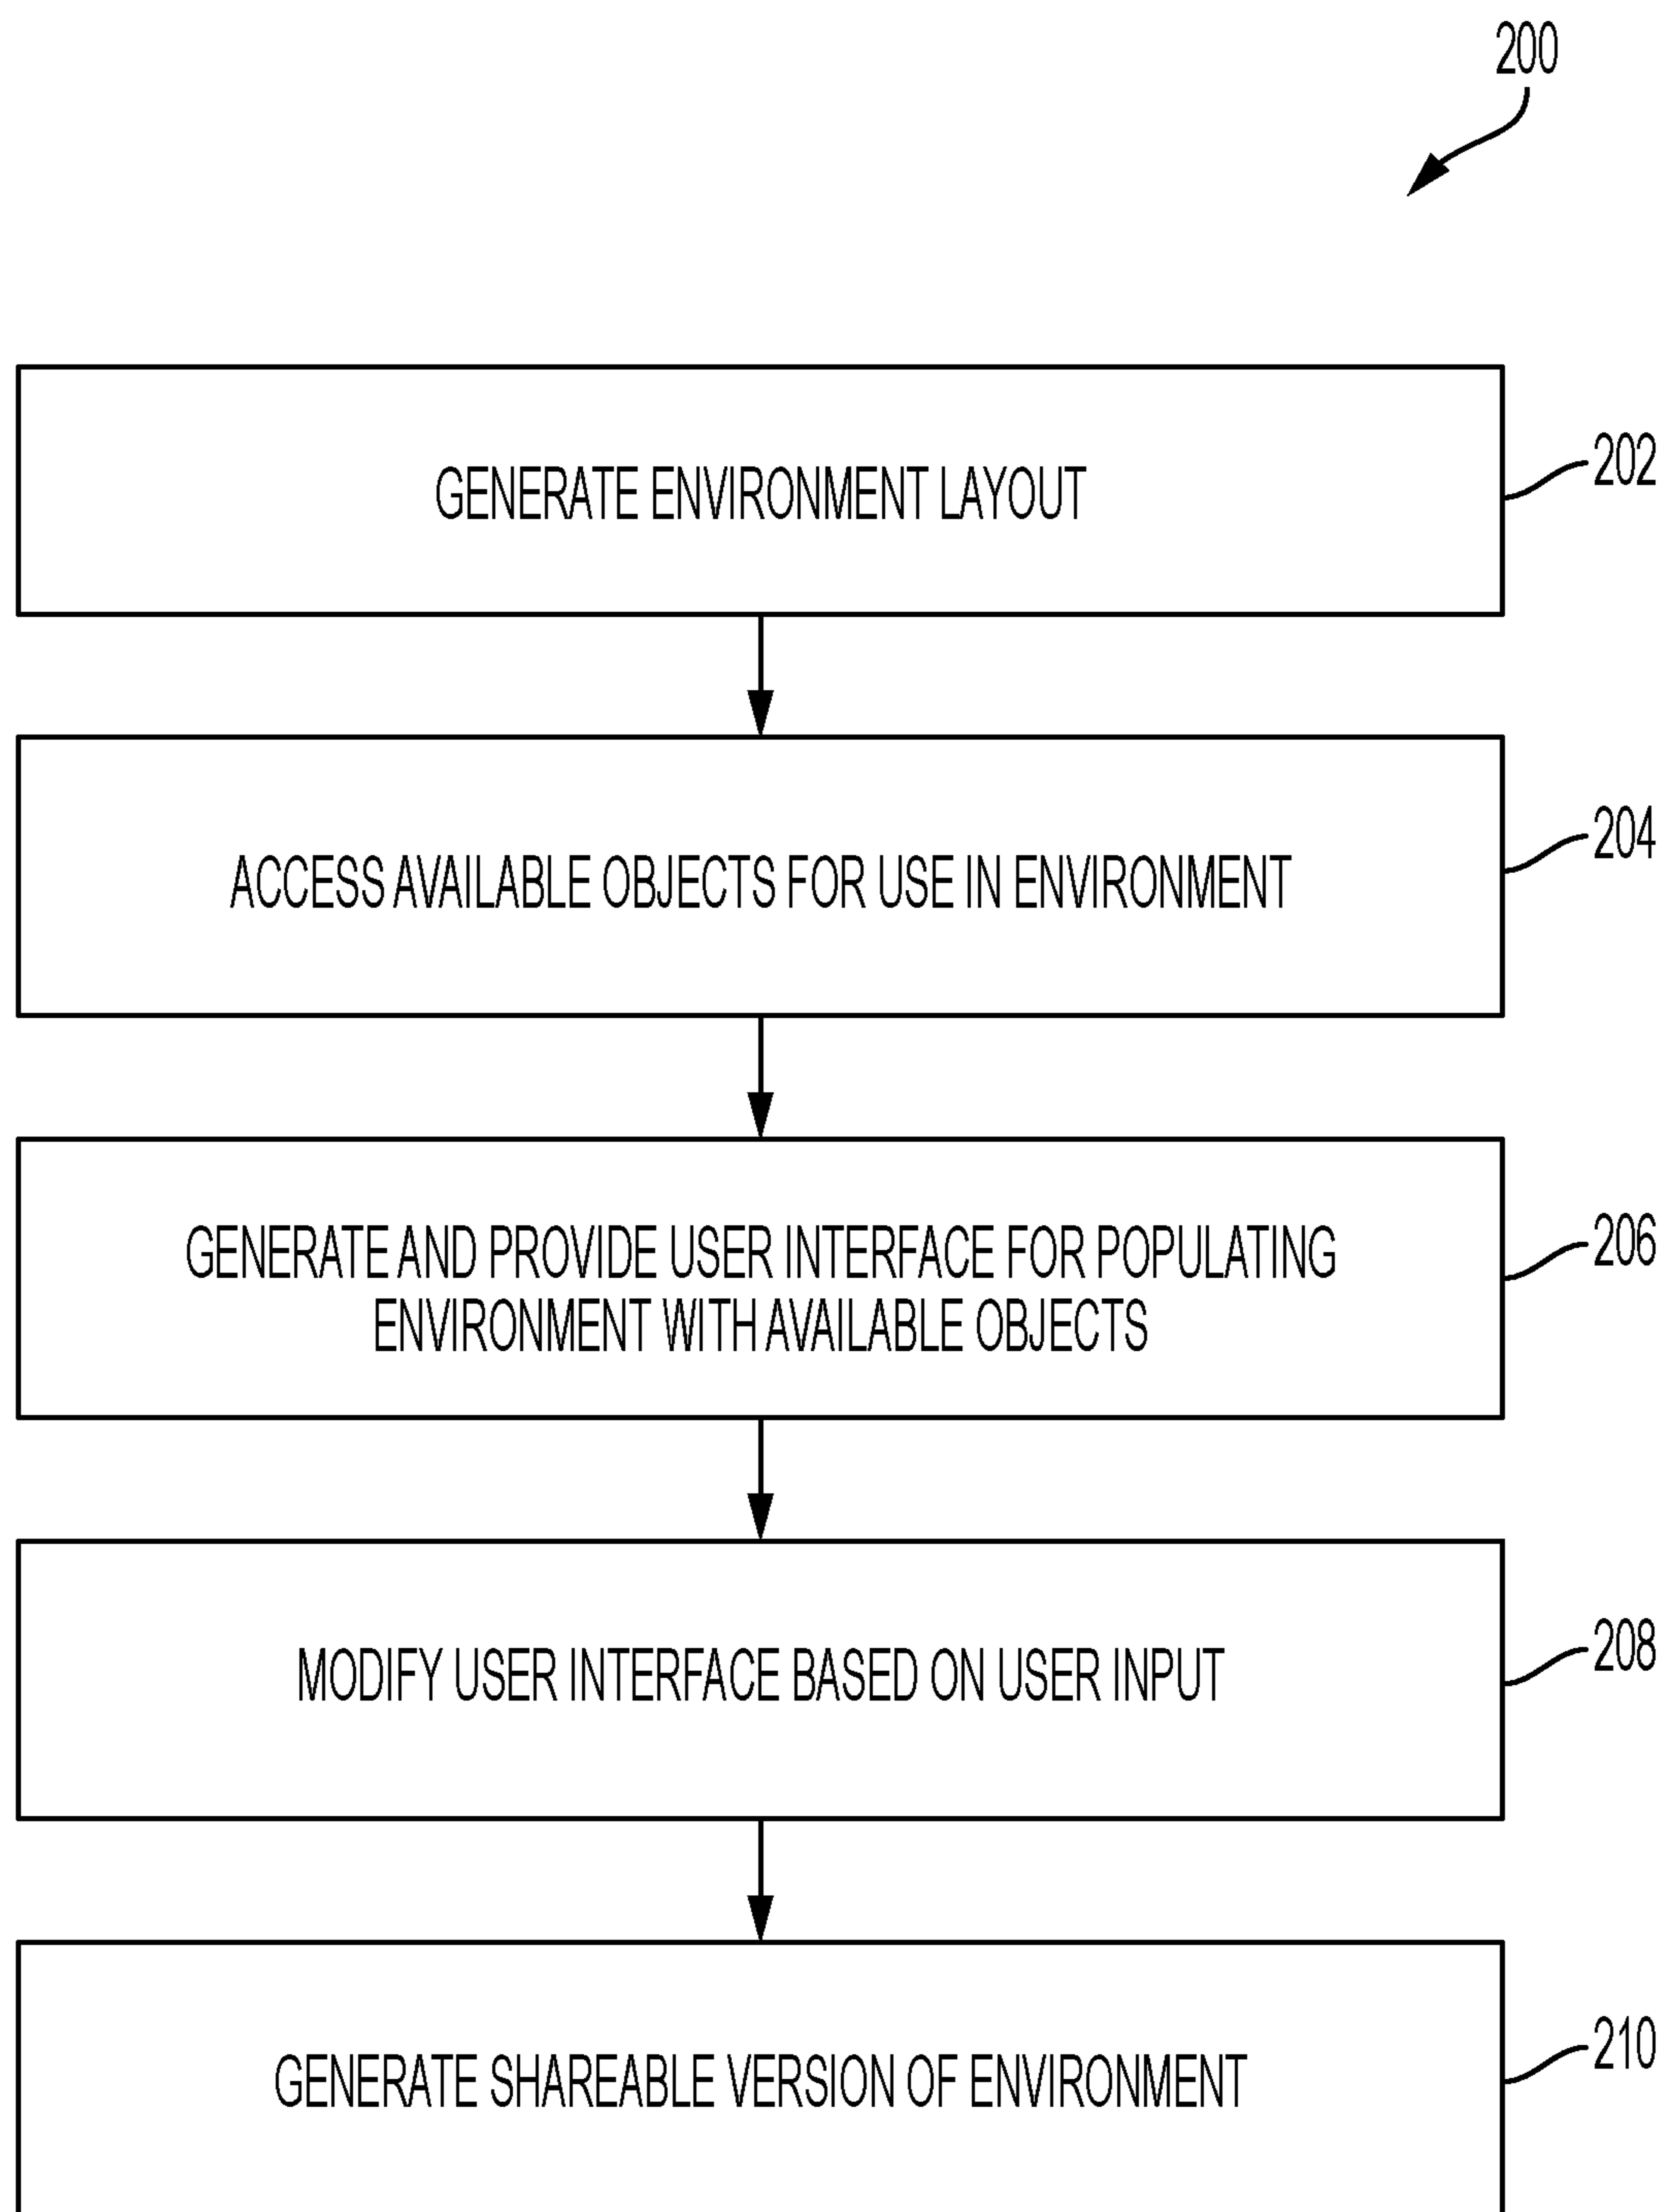 200
GENERATE ENVIRONMENT LAYOUT
202
ACCESS AVAILABLE OBJECTS FOR USE IN ENVIRONMENT
204
GENERATE AND PROVIDE USER INTERFACE FOR POPULATING
ENVIRONMENT WITH AVAILABLE OBJECTS
206
MODIFY USER INTERFACE BASED ON USER INPUT
208
GENERATE SHAREABLE VERSION OF ENVIRONMENT
210